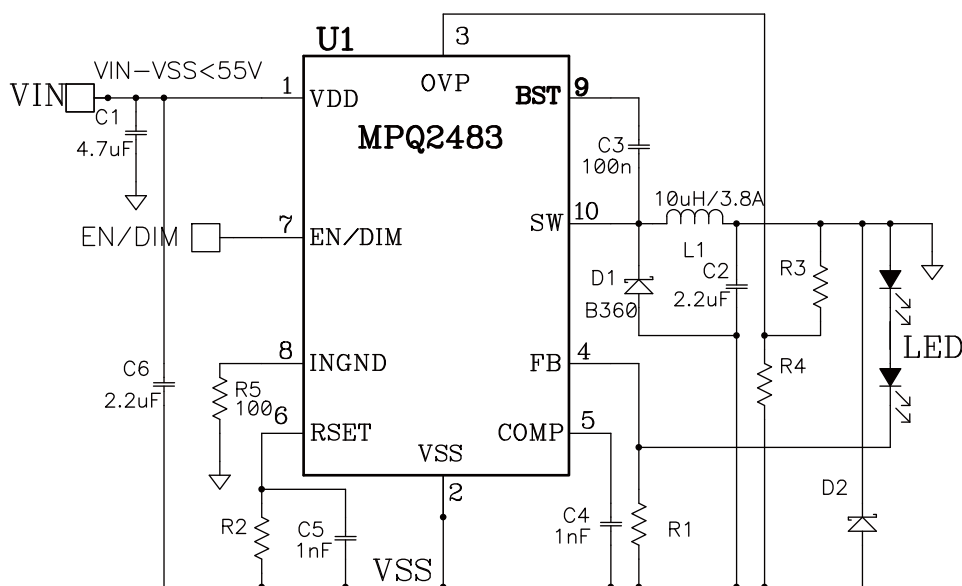 U1
3
VIN
VIN-VSS<55V
1
VDD
OVP
BST
9
C1
4.7uF
MPQ2483
C3
100n
10uH/3.8A
EN/DIM
7
EN/DIM
SW
10
L1
D1
B360
C2
2.2uF
R3
8
INGND
FB
4
R4
LED
C6
2.2uF
R5
100
6
RSET
COMP
5
VSS
2
D2
R2
C5
1nF
VSS
C4
1nF
R1